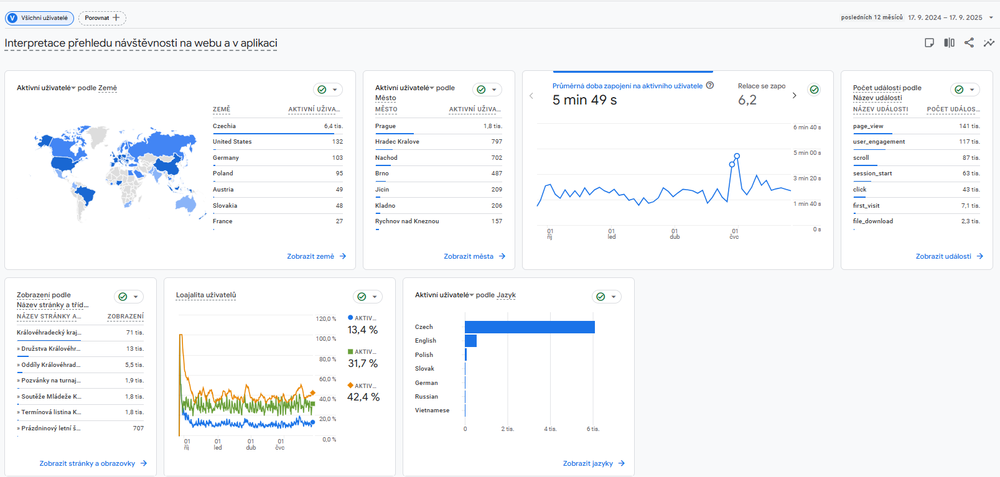 V Všichni uživatelé
Porovnat
posledních 12 měsíců 17. 9. 2024 – 17. 9. 2025
Interpretace přehledu návštěvnosti na webu a v aplikaci
Aktivní uživatelé podle Země
ZEMĚ AKTIVNÍ UŽIVA…
Czechia 6,4 tis.
United States 132
Germany 103
Poland 95
Austria 49
Slovakia 48
France 27
Zobrazit země
Aktivní uživatelé podle
Město
MĚSTO AKTIVNÍ UŽIVA…
Prague 1,8 tis.
Hradec Kralove 797
Nachod 702
Brno 487
Jicin 209
Kladno 206
Rychnov nad Kneznou 157
Zobrazit města
Průměrná doba zapojení na aktivního uživatele
5 min 49 s
Relace se zapo
6,2
6 min 40 s
5 min 00 s
3 min 20 s
1 min 40 s
0 s
01 01 01 01
říj led dub čvc
Počet událostí podle
Název události
NÁZEV UDÁLOSTI POČET UDÁLOS…
page_view 141 tis.
user_engagement 117 tis.
scroll 87 tis.
session_start 63 tis.
click 43 tis.
first_visit 7,1 tis.
file_download 2,3 tis.
Zobrazit události
Zobrazení podle
Název stránky a tříd…
NÁZEV STRÁNKY A… ZOBRAZENÍ
Královéhradecký kraj… 71 tis.
» Družstva Královéhr… 13 tis.
» Oddíly Královéhrad… 5,5 tis.
» Pozvánky na turnaj… 1,9 tis.
» Soutěže Mládeže K… 1,8 tis.
» Termínová listina K… 1,8 tis.
» Prázdninový letní š… 707
Zobrazit stránky a obrazovky
Loajalita uživatelů
120,0 %
100,0 %
80,0 %
60,0 %
40,0 %
20,0 %
0,0 %
01 01 01 01
říj led dub čvc
AKTIV…
13,4 %
AKTIV…
31,7 %
AKTIV…
42,4 %
Aktivní uživatelé podle Jazyk
Czech
English
Polish
Slovak
German
Russian
Vietnamese
0 2 tis. 4 tis. 6 tis.
Zobrazit jazyky